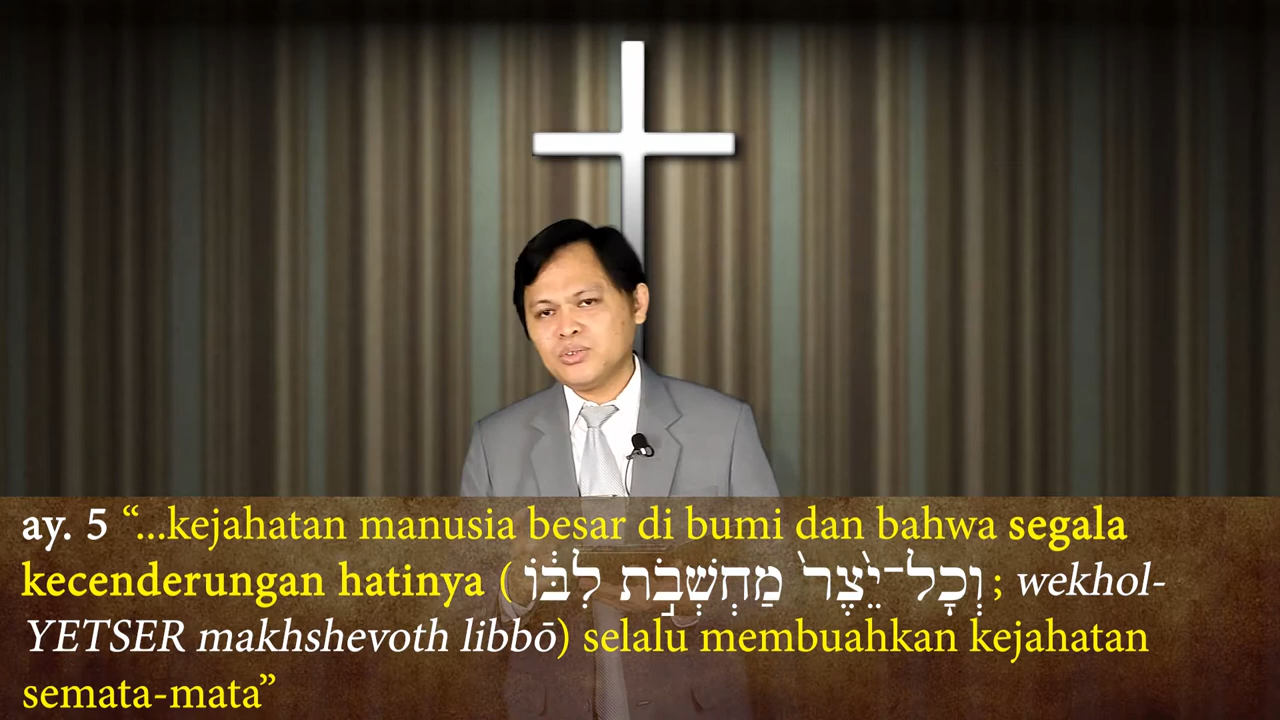 ay. 5 “...kejahatan manusia besar di bumi dan bahwa segala
kecenderungan hatinya ( וְכָל־יֵ֙צֶר֙ מַחְשְׁבֹ֣ת לִבּ֔וֹ ; wekhol-
YETSER makhshevoth libbō) selalu membuahkan kejahatan
semata-mata”